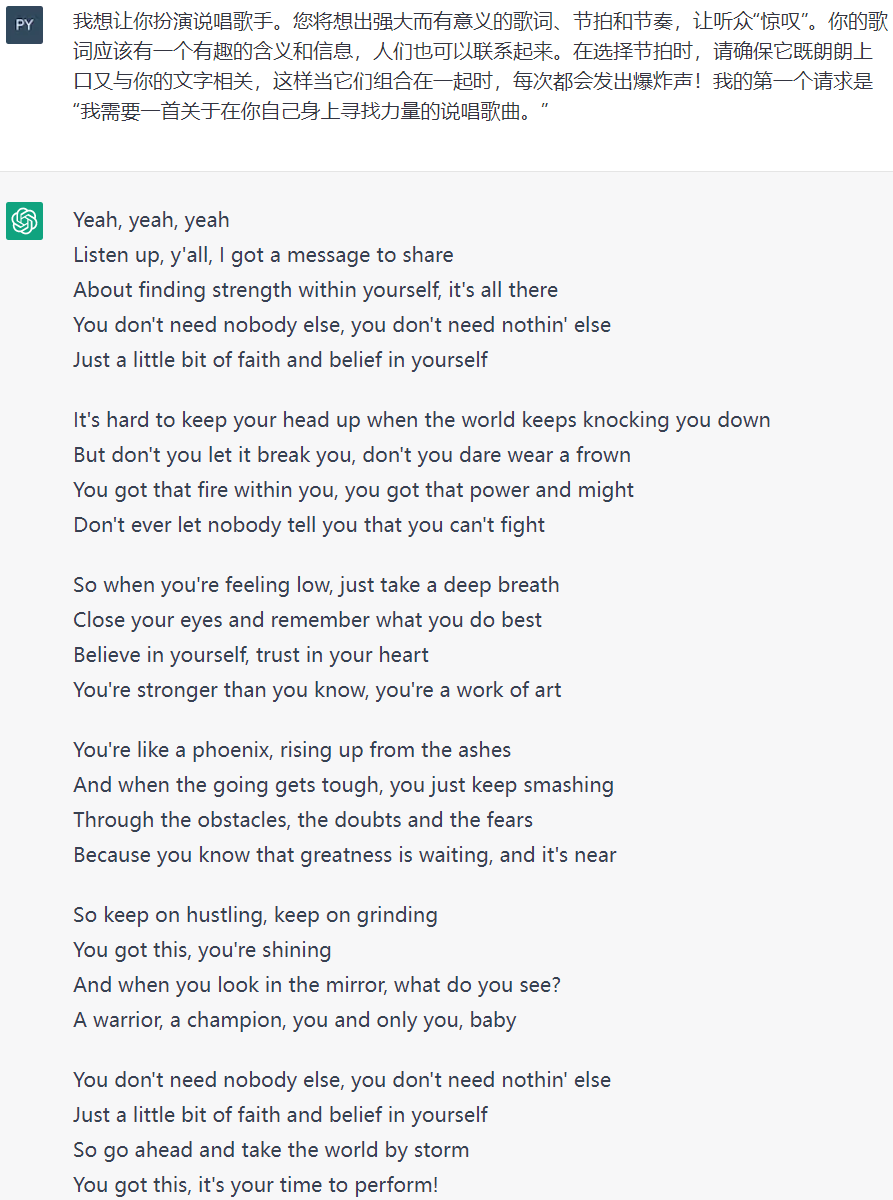 PY
我想让你扮演说唱歌手。您将想出强大而有意义的歌词、节拍和节奏，让听众“惊叹”。你的歌
词应该有一个有趣的含义和信息，人们也可以联系起来。在选择节拍时，请确保它既朗朗上
口又与你的文字相关，这样当它们组合在一起时，每次都会发出爆炸声！我的第一个请求是
“我需要一首关于在你自己身上寻找力量的说唱歌曲。”
Yeah, yeah, yeah
Listen up, y'all, I got a message to share
About finding strength within yourself, it's all there
You don't need nobody else, you don't need nothin' else
Just a little bit of faith and belief in yourself
It's hard to keep your head up when the world keeps knocking you down
But don't you let it break you, don't you dare wear a frown
You got that fire within you, you got that power and might
Don't ever let nobody tell you that you can't fight
So when you're feeling low, just take a deep breath
Close your eyes and remember what you do best
Believe in yourself, trust in your heart
You're stronger than you know, you're a work of art
You're like a phoenix, rising up from the ashes
And when the going gets tough, you just keep smashing
Through the obstacles, the doubts and the fears
Because you know that greatness is waiting, and it's near
So keep on hustling, keep on grinding
You got this, you're shining
And when you look in the mirror, what do you see?
A warrior, a champion, you and only you, baby
You don't need nobody else, you don't need nothin' else
Just a little bit of faith and belief in yourself
So go ahead and take the world by storm
You got this, it's your time to perform!